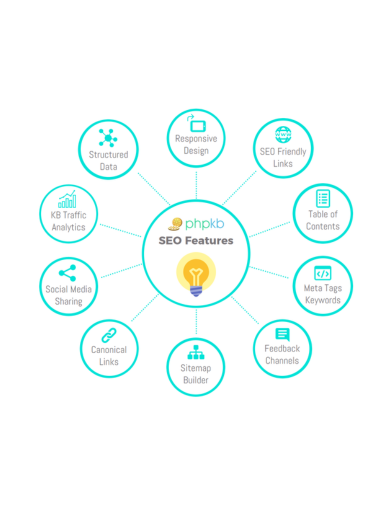 Responsive
Design
SEO Friendly
Links
Table of
Contents
Meta Tags
Keywords
Feedback
Channels
Sitemap
Builder
Canonical
Links
Social Media
Sharing
KB Traffic
Analytics
Structured
Data
phpkb
SEO Features
WWW